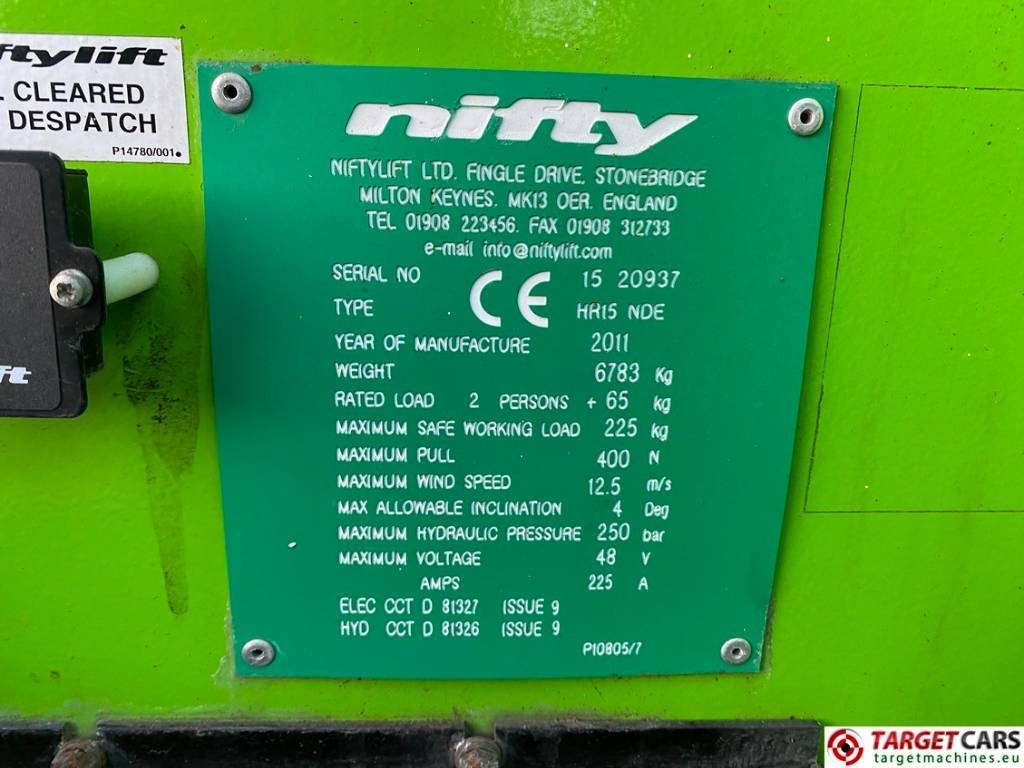 ftylift
CLEARED
DESPATCH
P14780/001
ft
nifty
NIFTYLIFT LTD. FINGLE DRIVE. STONEBRIDGE
MILTON KEYNES. MK13 OER. ENGLAND
TEL 01908 223456. FAX 01908 312733
e-mail info@niftylift.com
SERIAL NO CE 15 20937
TYPE HR15 NDE
YEAR OF MANUFACTURE 2011
WEIGHT 6783 Kg
RATED LOAD 2 PERSONS + 65 kg
MAXIMUM SAFE WORKING LOAD 225 kg
MAXIMUM PULL 400 N
MAXIMUM WIND SPEED 12.5 m/s
MAX ALLOWABLE INCLINATION 4 Deg
MAXIMUM HYDRAULIC PRESSURE 250 bar
MAXIMUM VOLTAGE 48 V
AMPS 225 A
ELEC CCT D 81327 ISSUE 9
HYD CCT D 81326 ISSUE 9
P10805/7
TARGETCARS
targetmachines.eu